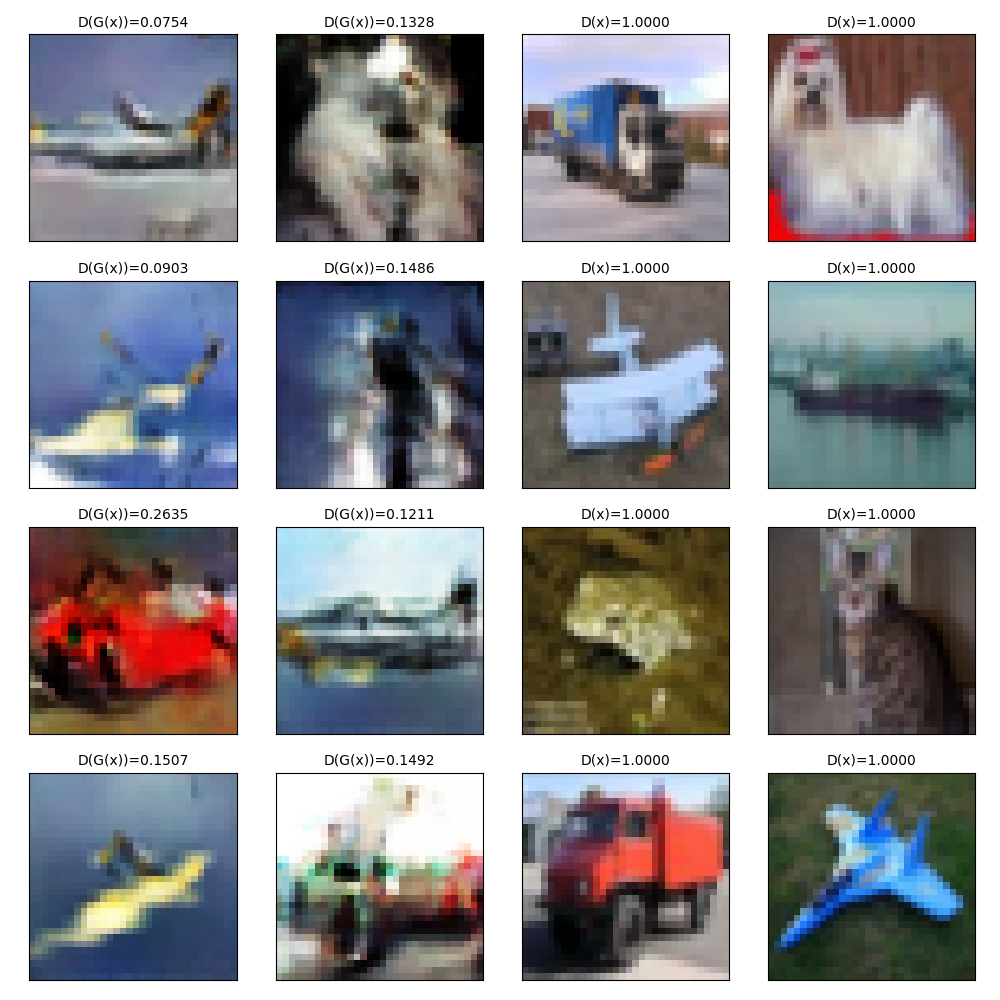 D(G(x))=0.0754
D(G(x))=0.1328
D(x)=1.0000
D(x)=1.0000
D(G(x))=0.0903
D(G(x))=0.1486
D(x)=1.0000
D(x)=1.0000
D(G(x))=0.2635
D(G(x))=0.1211
D(x)=1.0000
D(x)=1.0000
D(G(x))=0.1507
D(G(x))=0.1492
D(x)=1.0000
D(x)=1.0000